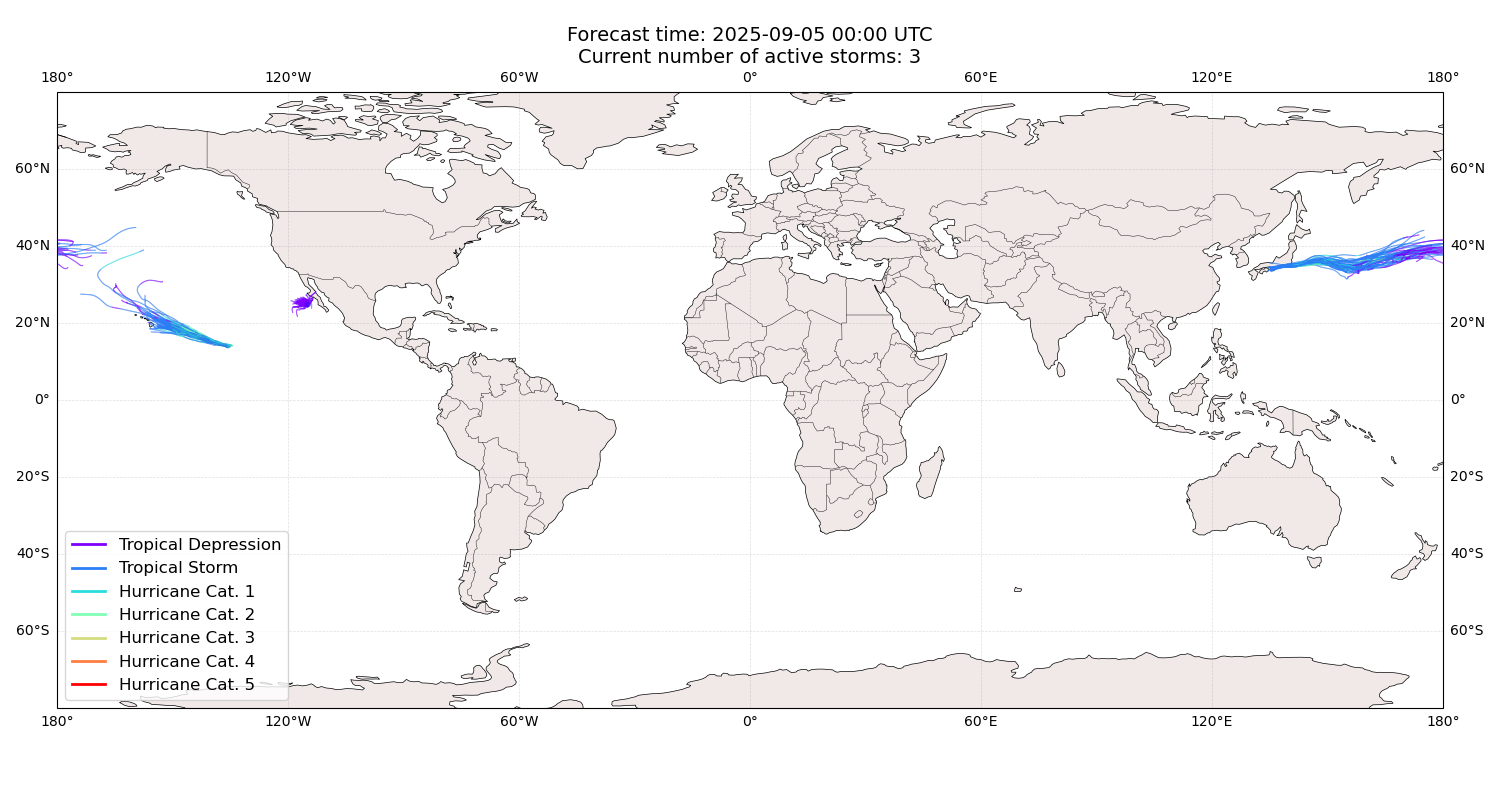 Forecast time: 2025-09-05 00:00 UTC
Current number of active storms: 3
180° 120°W 60°W 0° 60°E 120°E 180°
60°N 60°N
40°N 40°N
20°N 20°N
0° 0°
20°S 20°S
40°S 40°S
60°S 60°S
Tropical Depression
Tropical Storm
Hurricane Cat. 1
Hurricane Cat. 2
Hurricane Cat. 3
Hurricane Cat. 4
Hurricane Cat. 5
180° 120°W 60°W 0° 60°E 120°E 180°